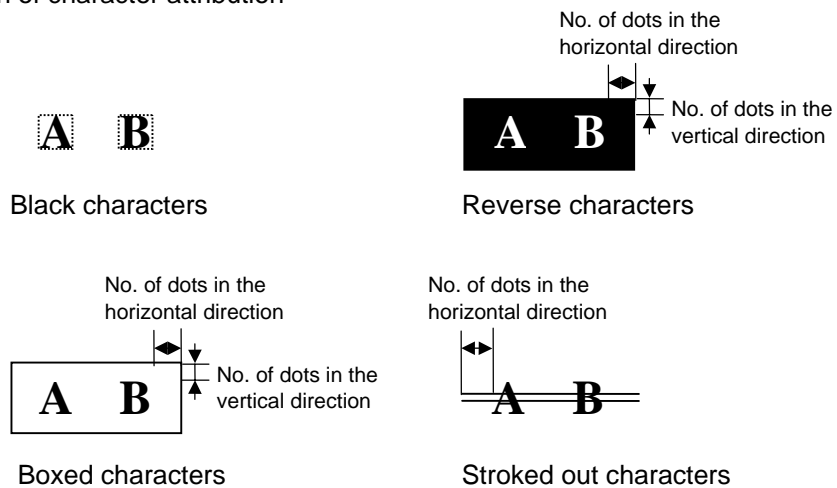 of character attribution
No. of dots in the
horizontal direction
No. of dots in the
vertical direction
A B
A B
Black characters
Reverse characters
No. of dots in the
horizontal direction
No. of dots in the
vertical direction
A B
Boxed characters
No. of dots in the
horizontal direction
A B
Stroked out characters